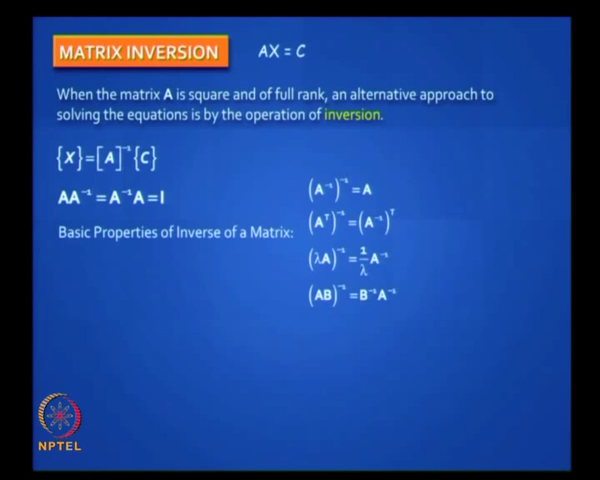 MATRIX INVERSION AX = C
When the matrix A is square and of full rank, an alternative approach to
solving the equations is by the operation of inversion.
{X}=[A]⁻¹{C}
AA⁻¹ = A⁻¹A = I
Basic Properties of Inverse of a Matrix:
(A⁻¹)⁻¹ = A
(Aᵀ)⁻¹ = (A⁻¹)ᵀ
(λA)⁻¹ = 1/λ A⁻¹
(AB)⁻¹ = B⁻¹A⁻¹
NPTEL